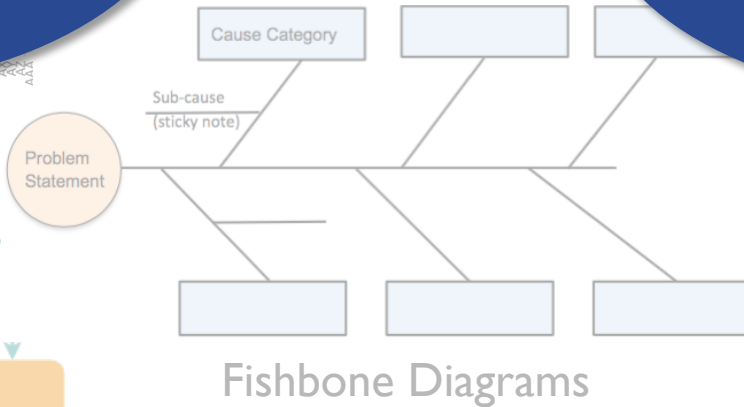 Cause Category
Sub-cause
(sticky note)
Problem
Statement
Fishbone Diagrams